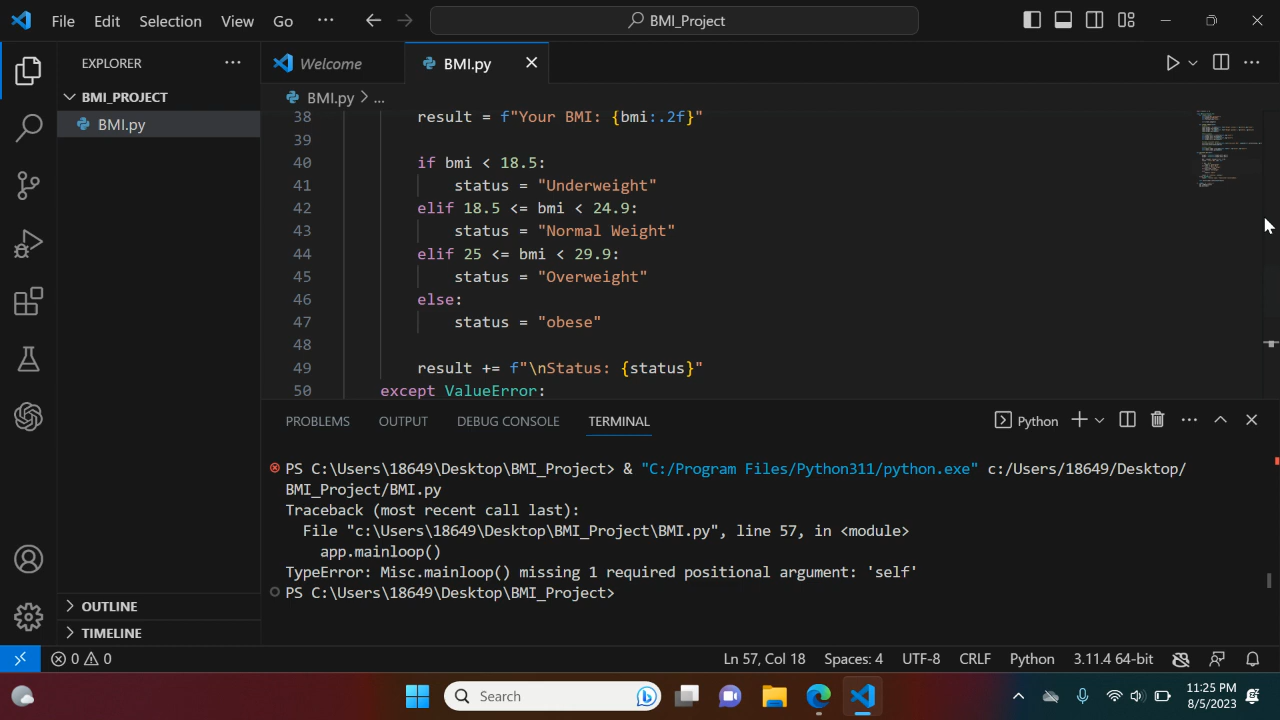 File Edit Selection View Go ··· BMI_Project
EXPLORER ···
Welcome BMI.py
BMI_PROJECT
BMI.py
BMI.py > ...
38 result = f"Your BMI: {bmi:.2f}"
39
40 if bmi < 18.5:
41 status = "Underweight"
42 elif 18.5 <= bmi < 24.9:
43 status = "Normal Weight"
44 elif 25 <= bmi < 29.9:
45 status = "Overweight"
46 else:
47 status = "obese"
48
49 result += f"\nStatus: {status}"
50 except ValueError:
PROBLEMS OUTPUT DEBUG CONSOLE TERMINAL Python
PS C:\Users\18649\Desktop\BMI_Project> & "C:/Program Files/Python311/python.exe" c:/Users/18649/Desktop/
BMI_Project/BMI.py
Traceback (most recent call last):
File "c:\Users\18649\Desktop\BMI_Project\BMI.py", line 57, in <module>
app.mainloop()
TypeError: Misc.mainloop() missing 1 required positional argument: 'self'
PS C:\Users\18649\Desktop\BMI_Project>
OUTLINE
TIMELINE
0 0 Ln 57, Col 18 Spaces: 4 UTF-8 CRLF Python 3.11.4 64-bit
Search
11:25 PM
8/5/2023